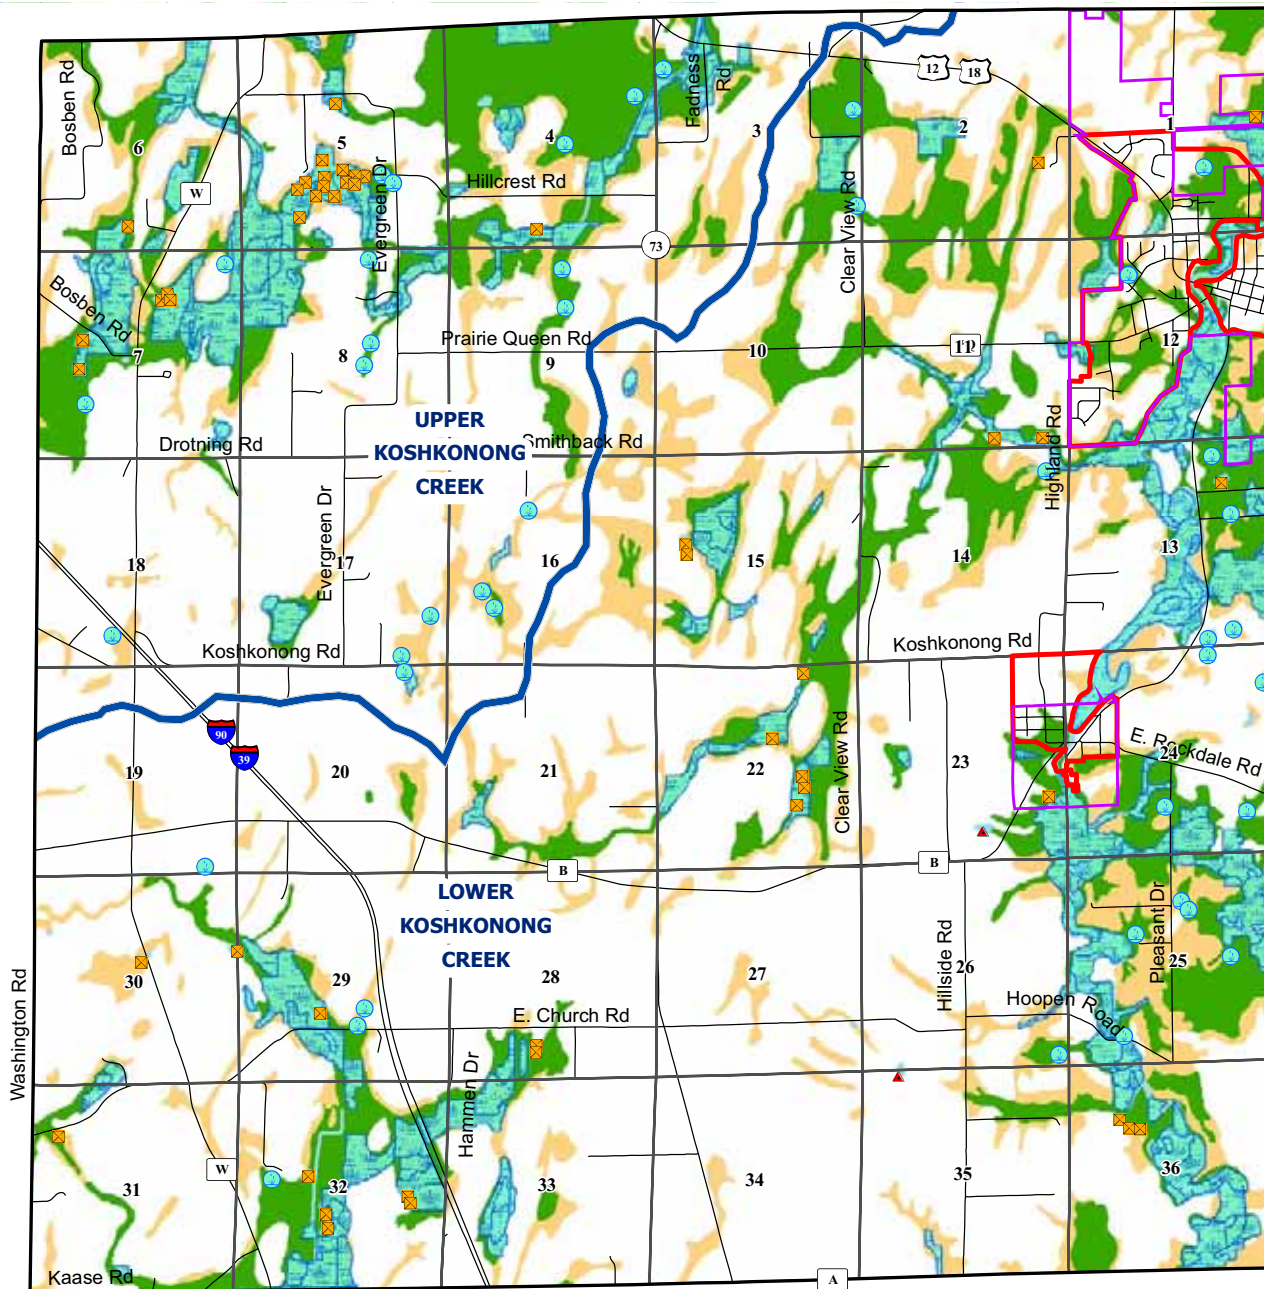 Bosben Rd
Fadness
Rd
12
18
6
5
4
3
2
1
W
Evergreen Dr
Hillcrest Rd
Clear View Rd
73
Bosben Rd
Prairie Queen Rd
7
8
9
10
11
12
UPPER
KOSHKONONG
CREEK
Drotning Rd
Smithback Rd
Highland Rd
Evergreen Dr
18
17
16
15
14
13
Koshkonong Rd
Koshkonong Rd
90
39
Clear View Rd
E. Rockdale Rd
19
20
21
22
23
24
B
B
LOWER
KOSHKONONG
CREEK
Hillside Rd
Pleasant Dr
30
29
28
27
26
25
Washington Rd
E. Church Rd
Hoopen Road
Hammen Dr
W
31
32
33
34
35
36
Kaase Rd
A